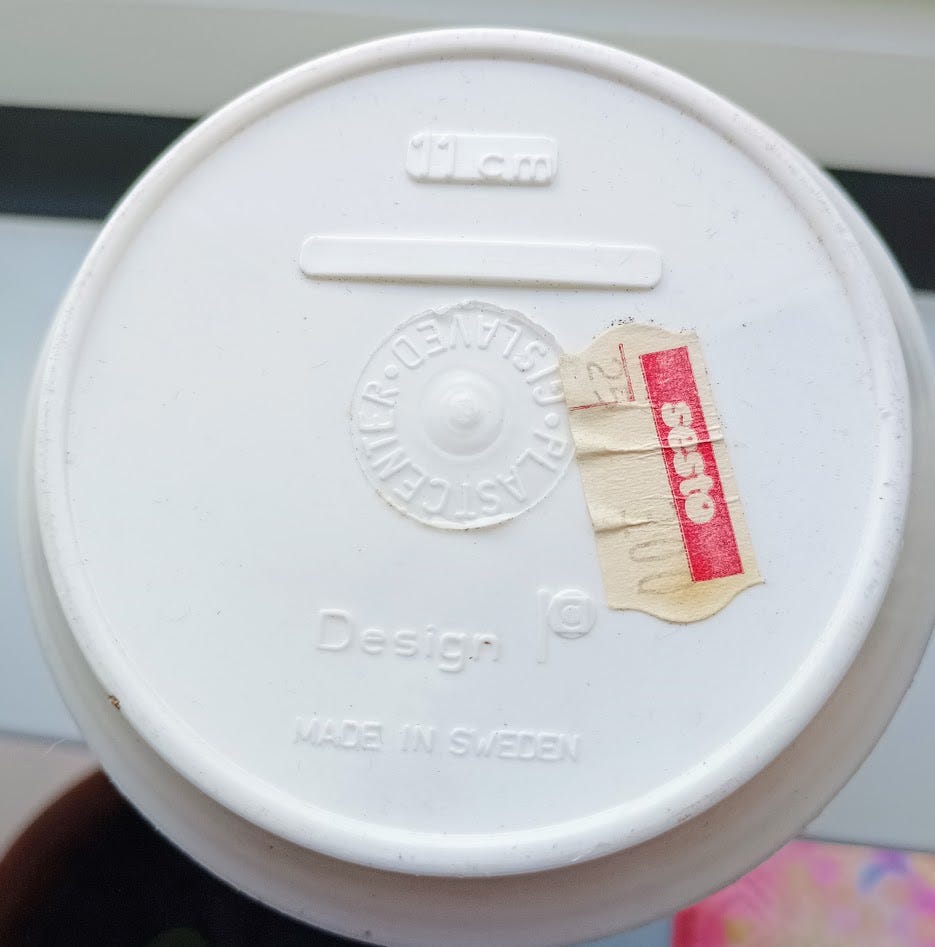 11 cm
PLASTCENTER • GISLAVED •
sesto
Design
MADE IN SWEDEN